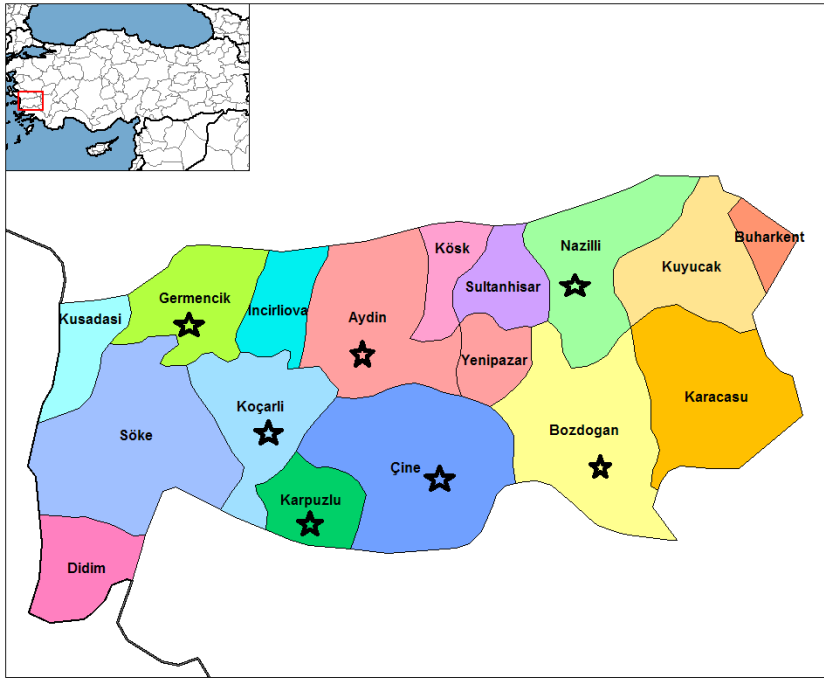 Buharkent
Kösk
Nazilli
Kuyucak
Sultanhisar
Germencik
Kusadasi
Incirliova
Aydin
Yenipazar
Karacasu
Koçarli
Söke
Bozdogan
Çine
Karpuzlu
Didim